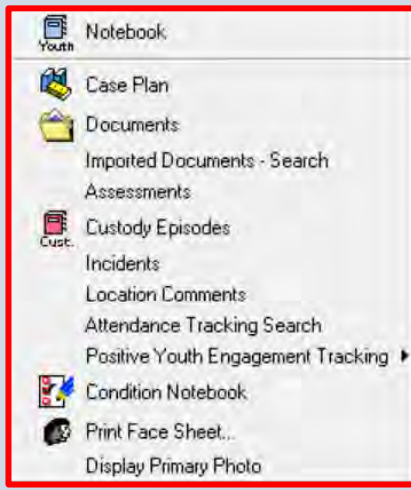 Youth Notebook
Case Plan
Documents
Imported Documents - Search
Assessments
Cust. Custody Episodes
Incidents
Location Comments
Attendance Tracking Search
Positive Youth Engagement Tracking
Condition Notebook
Print Face Sheet...
Display Primary Photo